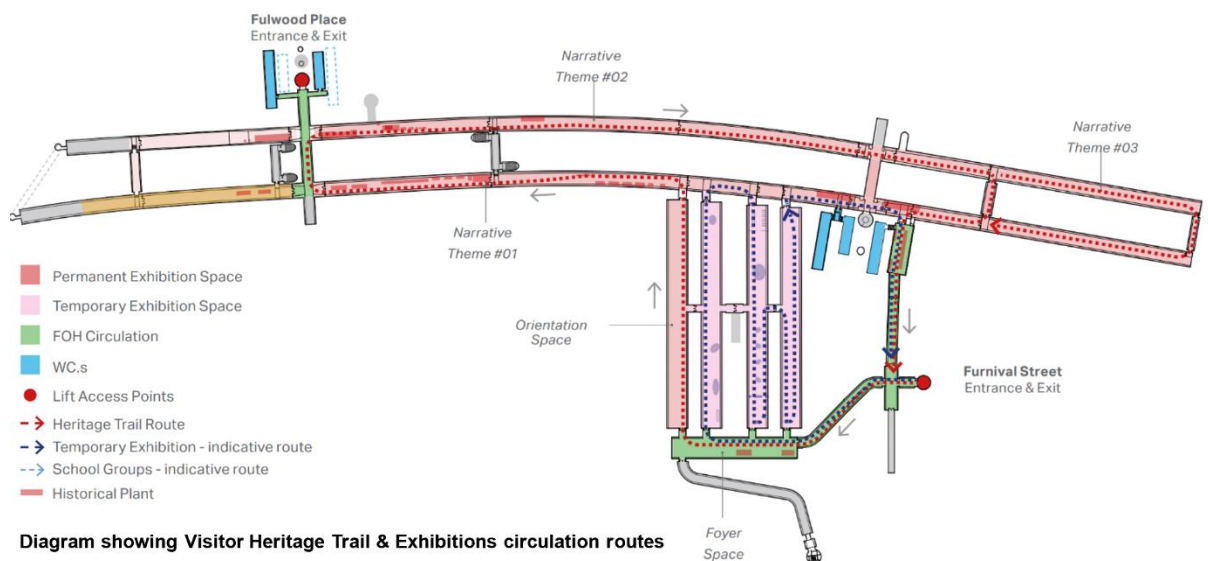 Fulwood Place
Entrance & Exit
Narrative
Theme #02
Narrative
Theme #03
Narrative
Theme #01
Permanent Exhibition Space
Temporary Exhibition Space
FOH Circulation
WC.s
Lift Access Points
Heritage Trail Route
Temporary Exhibition - indicative route
School Groups - indicative route
Historical Plant
Orientation
Space
Furnival Street
Entrance & Exit
Foyer
Space
Diagram showing Visitor Heritage Trail & Exhibitions circulation routes